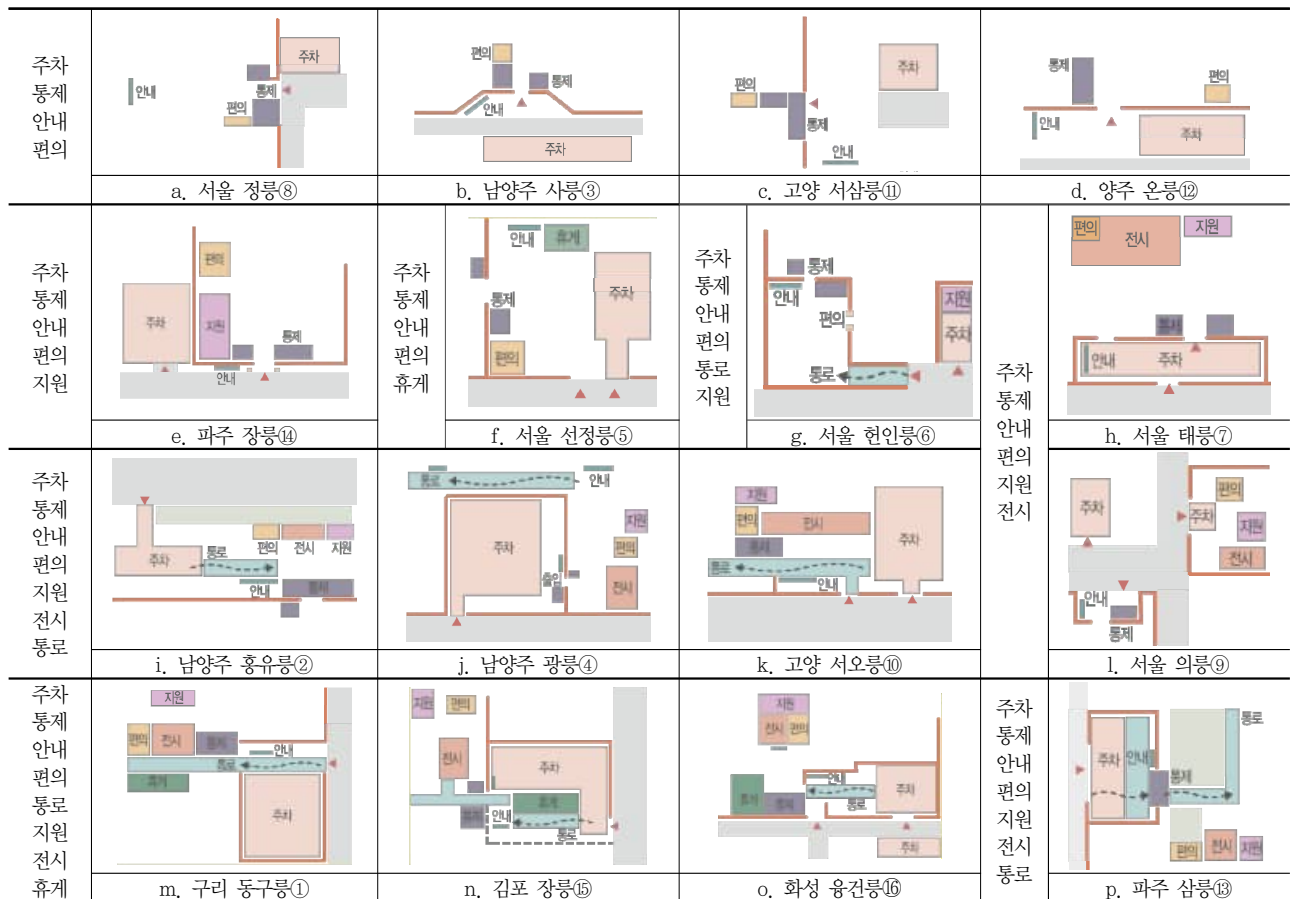 주차
통제
안내
편의
안내
주차
통제
편의
a. 서울 정릉⑧
편의
통제
안내
주차
b. 남양주 사릉③
주차
편의
통제
안내
c. 고양 서삼릉⑪
통제
편의
안내
주차
d. 양주 온릉⑫
주차
통제
안내
편의
지원
편의
주차
지원
통제
안내
e. 파주 장릉⑭
주차
통제
안내
편의
휴게
안내
휴게
주차
통제
편의
f. 서울 선정릉⑤
주차
통제
안내
편의
통로
지원
통제
안내
편의
지원
주차
통로
g. 서울 헌인릉⑥
주차
통제
안내
편의
지원
전시
편의
전시
지원
통제
안내
주차
h. 서울 태릉⑦
주차
통제
안내
편의
지원
전시
통로
주차
통로
편의
전시
지원
안내
통제
i. 남양주 홍유릉②
통로
안내
주차
지원
편의
출입
전시
j. 남양주 광릉④
지원
편의
전시
주차
통제
통로
안내
k. 고양 서오릉⑩
주차
주차
편의
지원
전시
안내
통제
l. 서울 의릉⑨
주차
통제
안내
편의
통로
지원
전시
휴게
지원
편의
전시
통제
안내
통로
휴게
주차
m. 구리 동구릉①
지원
편의
전시
주차
휴게
안내
통로
n. 김포 장릉⑮
지원
전시
편의
안내
주차
휴게
통제
통로
주차
o. 화성 융건릉⑯
주차
통제
안내
편의
지원
전시
통로
통로
주차
안내
통제
편의
전시
지원
p. 파주 삼릉⑬